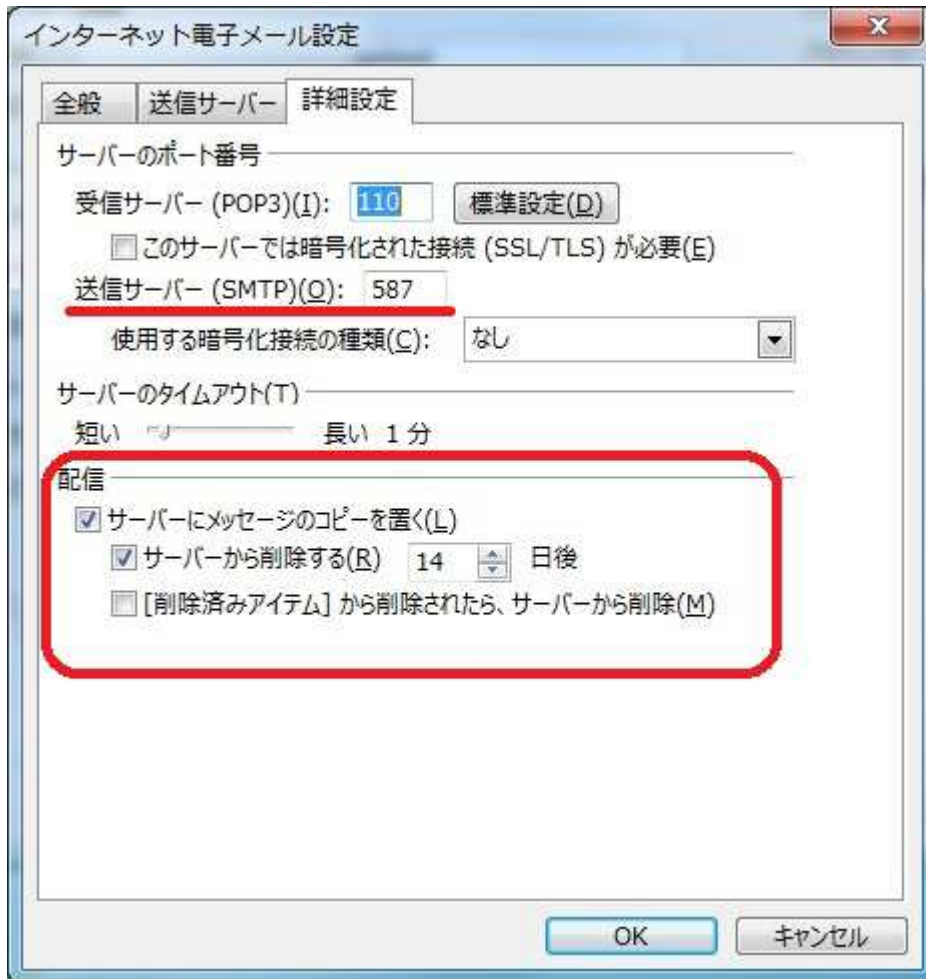 インターネット電子メール設定
全般 送信サーバー 詳細設定
サーバーのポート番号
受信サーバー (POP3)(I): 110 標準設定(D)
このサーバーでは暗号化された接続 (SSL/TLS) が必要(E)
送信サーバー (SMTP)(O): 587
使用する暗号化接続の種類(C): なし
サーバーのタイムアウト(T)
短い 長い 1 分
配信
サーバーにメッセージのコピーを置く(L)
サーバーから削除する(R) 14 日後
[削除済みアイテム] から削除されたら、サーバーから削除(M)
OK キャンセル